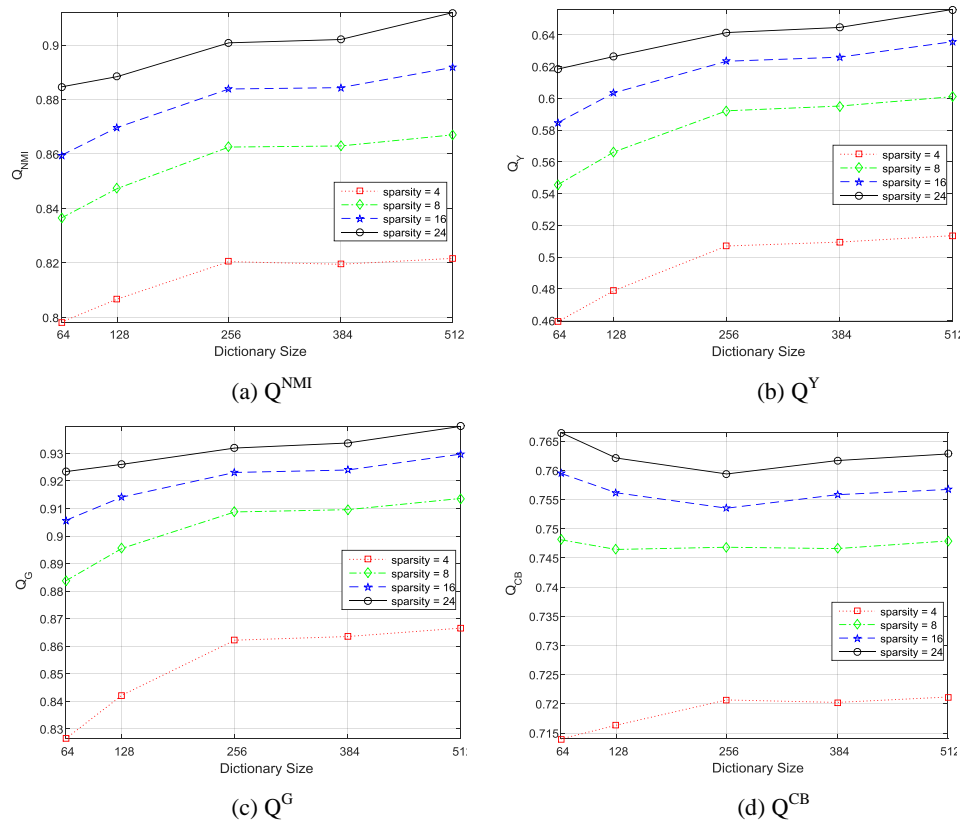 0.9
0.88
0.86
0.84
0.82
0.8
Q_NMI
sparsity = 4
sparsity = 8
sparsity = 16
sparsity = 24
64 128 256 384 512
Dictionary Size
(a) Q^NMI
0.64
0.62
0.6
0.58
0.56
0.54
0.52
0.5
0.48
0.46
Q_Y
sparsity = 4
sparsity = 8
sparsity = 16
sparsity = 24
64 128 256 384 512
Dictionary Size
(b) Q^Y
0.93
0.92
0.91
0.9
0.89
0.88
0.87
0.86
0.85
0.84
0.83
Q_G
sparsity = 4
sparsity = 8
sparsity = 16
sparsity = 24
64 128 256 384 51
Dictionary Size
(c) Q^G
0.765
0.76
0.755
0.75
0.745
0.74
0.735
0.73
0.725
0.72
0.715
Q_CB
sparsity = 4
sparsity = 8
sparsity = 16
sparsity = 24
64 128 256 384 512
Dictionary Size
(d) Q^CB